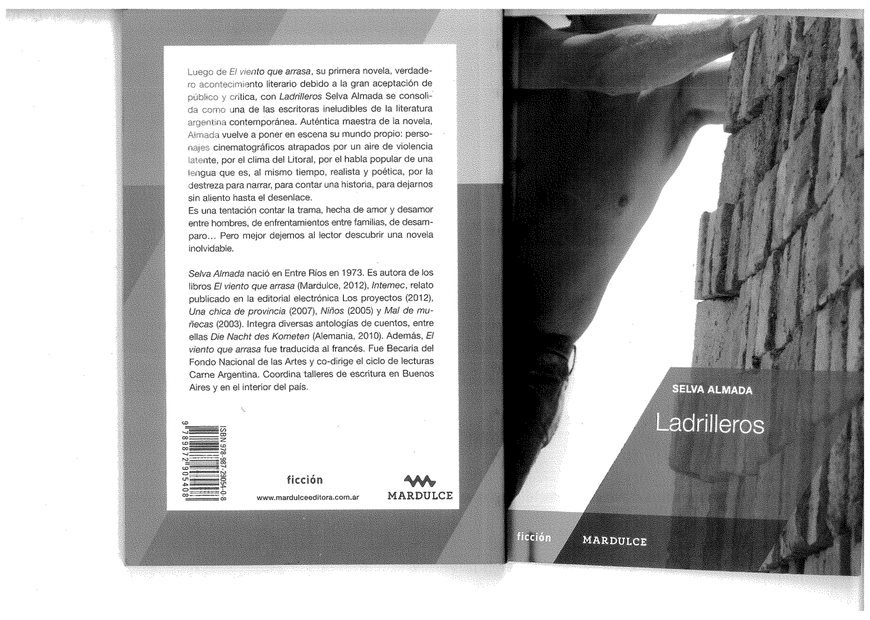 Luego de El viento que arrasa, su primera novela, verdade-
ro acontecimiento literario debido a la gran aceptación de
público y crítica, con Ladrilleros Selva Almada se consoli-
da como una de las escritoras ineludibles de la literatura
argentina contemporánea. Auténtica maestra de la novela,
Almada vuelve a poner en escena su mundo propio: perso-
najes cinematográficos atrapados por un aire de violencia
latente, por el clima del Litoral, por el habla popular de una
lengua que es, al mismo tiempo, realista y poética, por la
destreza para narrar, para contar una historia, para dejarnos
sin aliento hasta el desenlace.
Es una tentación contar la trama, hecha de amor y desamor
entre hombres, de enfrentamientos entre familias, de desam-
paro... Pero mejor dejemos al lector descubrir una novela
inolvidable.
Selva Almada nació en Entre Ríos en 1973. Es autora de los
libros El viento que arrasa (Mardulce, 2012), Intemec, relato
publicado en la editorial electrónica Los proyectos (2012),
Una chica de provincia (2007), Niños (2005) y Mal de mu-
ñecas (2003). Integra diversas antologías de cuentos, entre
ellas Die Nacht des Kometen (Alemania, 2010). Además, El
viento que arrasa fue traducida al francés. Fue Becaria del
Fondo Nacional de las Artes y co-dirige el ciclo de lecturas
Carne Argentina. Coordina talleres de escritura en Buenos
Aires y en el interior del país.
ISBN 978-987-29054-0-8
9 789872 905408
ficción
www.mardulceeditora.com.ar
MARDULCE
SELVA ALMADA
Ladrilleros
ficción
MARDULCE